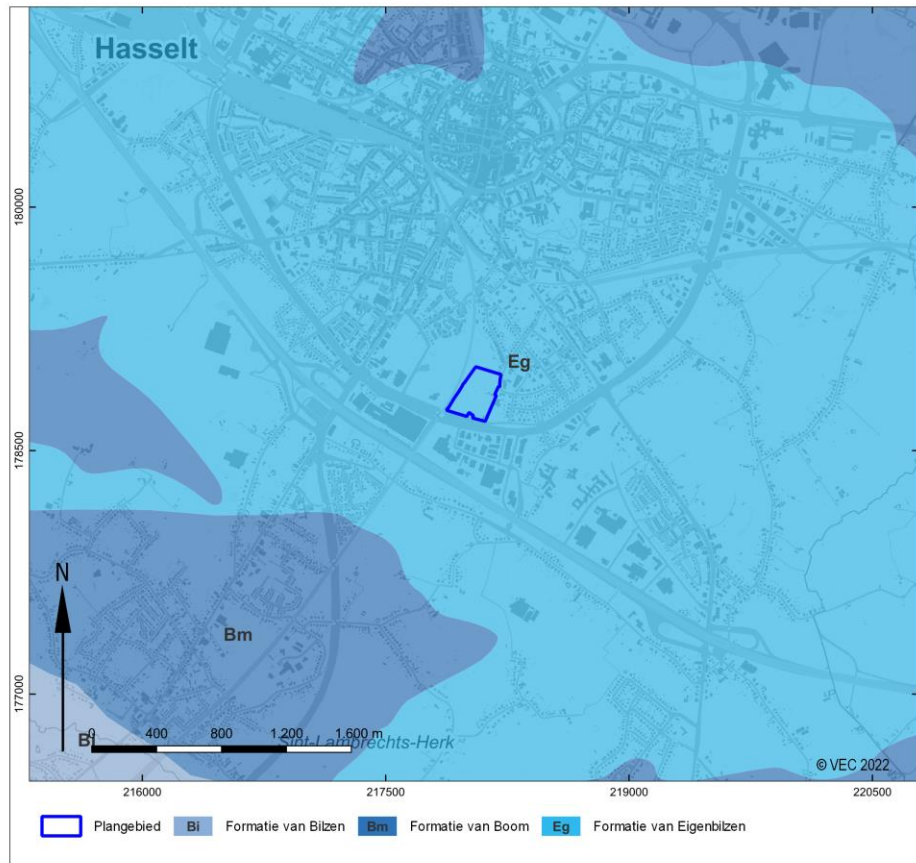 Hasselt
180000
Eg
178500
N
Bm
177000
B
0 400 800 1.200 1.600 m
Sint-Lambrechts-Herk
© VEC 2022
216000 217500 219000 220500
Plangebied Bi Formatie van Bilzen Bm Formatie van Boom Eg Formatie van Eigenbilzen